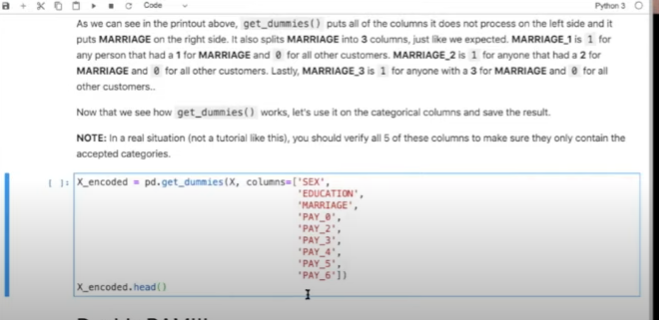 Code
Python 3
As we can see in the printout above, get_dummies() puts all of the columns it does not process on the left side and it
puts MARRIAGE on the right side. It also splits MARRIAGE into 3 columns, just like we expected. MARRIAGE_1 is 1 for
any person that had a 1 for MARRIAGE and 0 for all other customers. MARRIAGE_2 is 1 for anyone that had a 2 for
MARRIAGE and 0 for all other customers. Lastly, MARRIAGE_3 is 1 for anyone with a 3 for MARRIAGE and 0 for all
other customers..
Now that we see how get_dummies() works, let's use it on the categorical columns and save the result.
NOTE: In a real situation (not a tutorial like this), you should verify all 5 of these columns to make sure they only contain the
accepted categories.
[ ]: X_encoded = pd.get_dummies(X, columns=['SEX',
'EDUCATION',
'MARRIAGE',
'PAY_0',
'PAY_2',
'PAY_3',
'PAY_4',
'PAY_5',
'PAY_6'])
X_encoded.head()